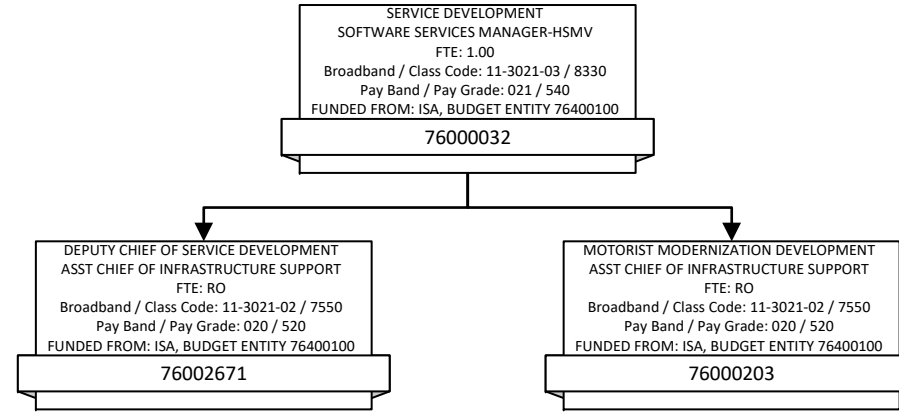 SERVICE DEVELOPMENT
SOFTWARE SERVICES MANAGER-HSMV
FTE: 1.00
Broadband / Class Code: 11-3021-03 / 8330
Pay Band / Pay Grade: 021 / 540
FUNDED FROM: ISA, BUDGET ENTITY 76400100
76000032
DEPUTY CHIEF OF SERVICE DEVELOPMENT
ASST CHIEF OF INFRASTRUCTURE SUPPORT
FTE: RO
Broadband / Class Code: 11-3021-02 / 7550
Pay Band / Pay Grade: 020 / 520
FUNDED FROM: ISA, BUDGET ENTITY 76400100
76002671
MOTORIST MODERNIZATION DEVELOPMENT
ASST CHIEF OF INFRASTRUCTURE SUPPORT
FTE: RO
Broadband / Class Code: 11-3021-02 / 7550
Pay Band / Pay Grade: 020 / 520
FUNDED FROM: ISA, BUDGET ENTITY 76400100
76000203